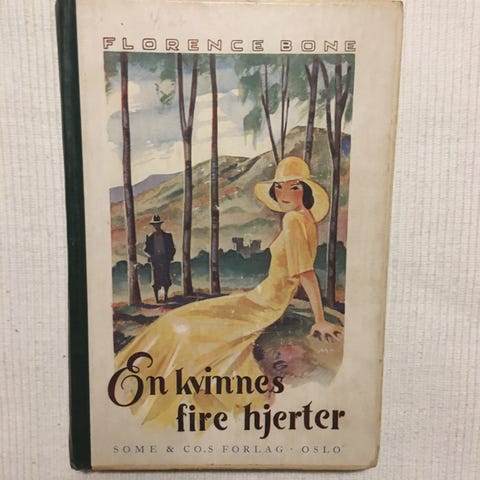 FLORENCE BONE
En kvinnes
fire hjerter
SOME & CO.S FORLAG · OSLO